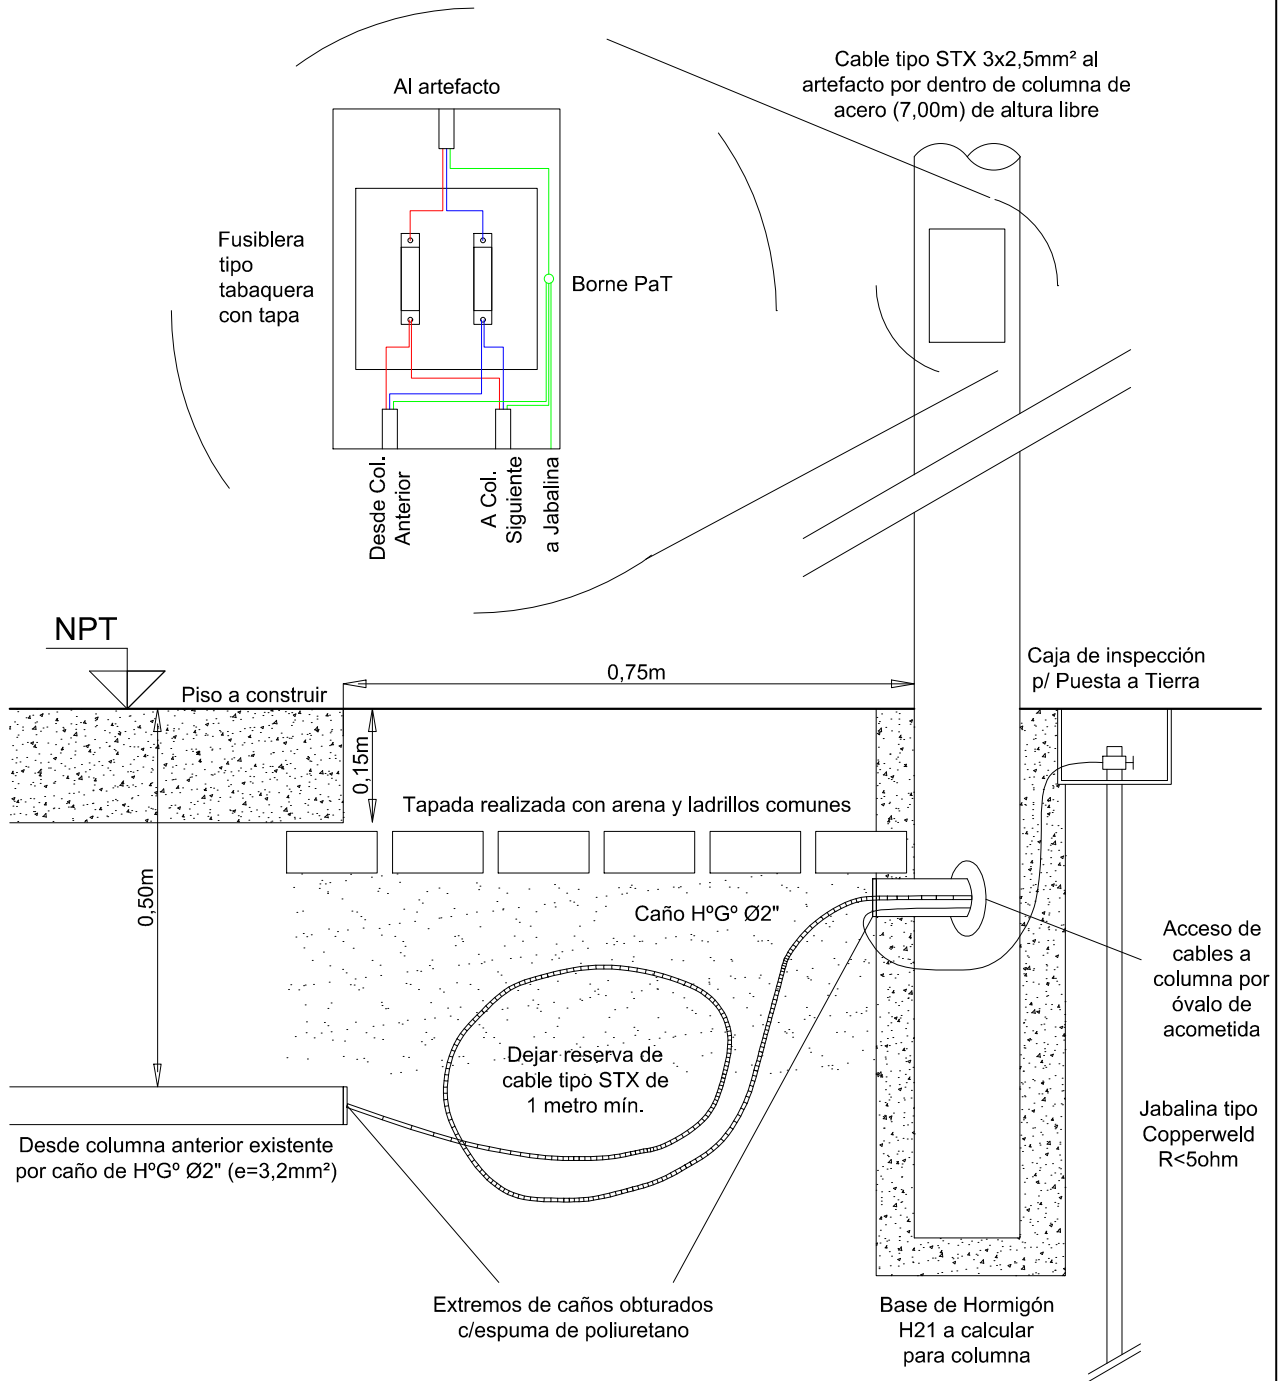 Cable tipo STX 3x2,5mm² al
artefacto por dentro de columna de
acero (7,00m) de altura libre
Al artefacto
Fusiblera
tipo
tabaquera
con tapa
Borne PaT
Desde Col.
Anterior
A Col.
Siguiente
a Jabalina
NPT
Piso a construir
0,75m
Caja de inspección
p/ Puesta a Tierra
0,15m
Tapada realizada con arena y ladrillos comunes
0,50m
Caño HºGº Ø2"
Acceso de
cables a
columna por
óvalo de
acometida
Dejar reserva de
cable tipo STX de
1 metro mín.
Desde columna anterior existente
por caño de HºGº Ø2" (e=3,2mm²)
Jabalina tipo
Copperweld
R<5ohm
Extremos de caños obturados
c/espuma de poliuretano
Base de Hormigón
H21 a calcular
para columna